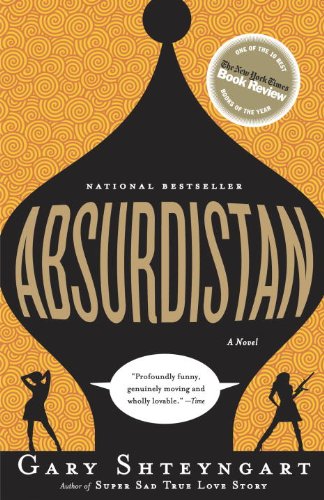 ONE OF THE 10 BEST
The New York Times
Book Review
BOOKS OF THE YEAR
NATIONAL BESTSELLER
ABSURDISTAN
A Novel
"Profoundly funny,
genuinely moving and
wholly lovable." —Time
GARY SHTEYNGART
Author of SUPER SAD TRUE LOVE STORY